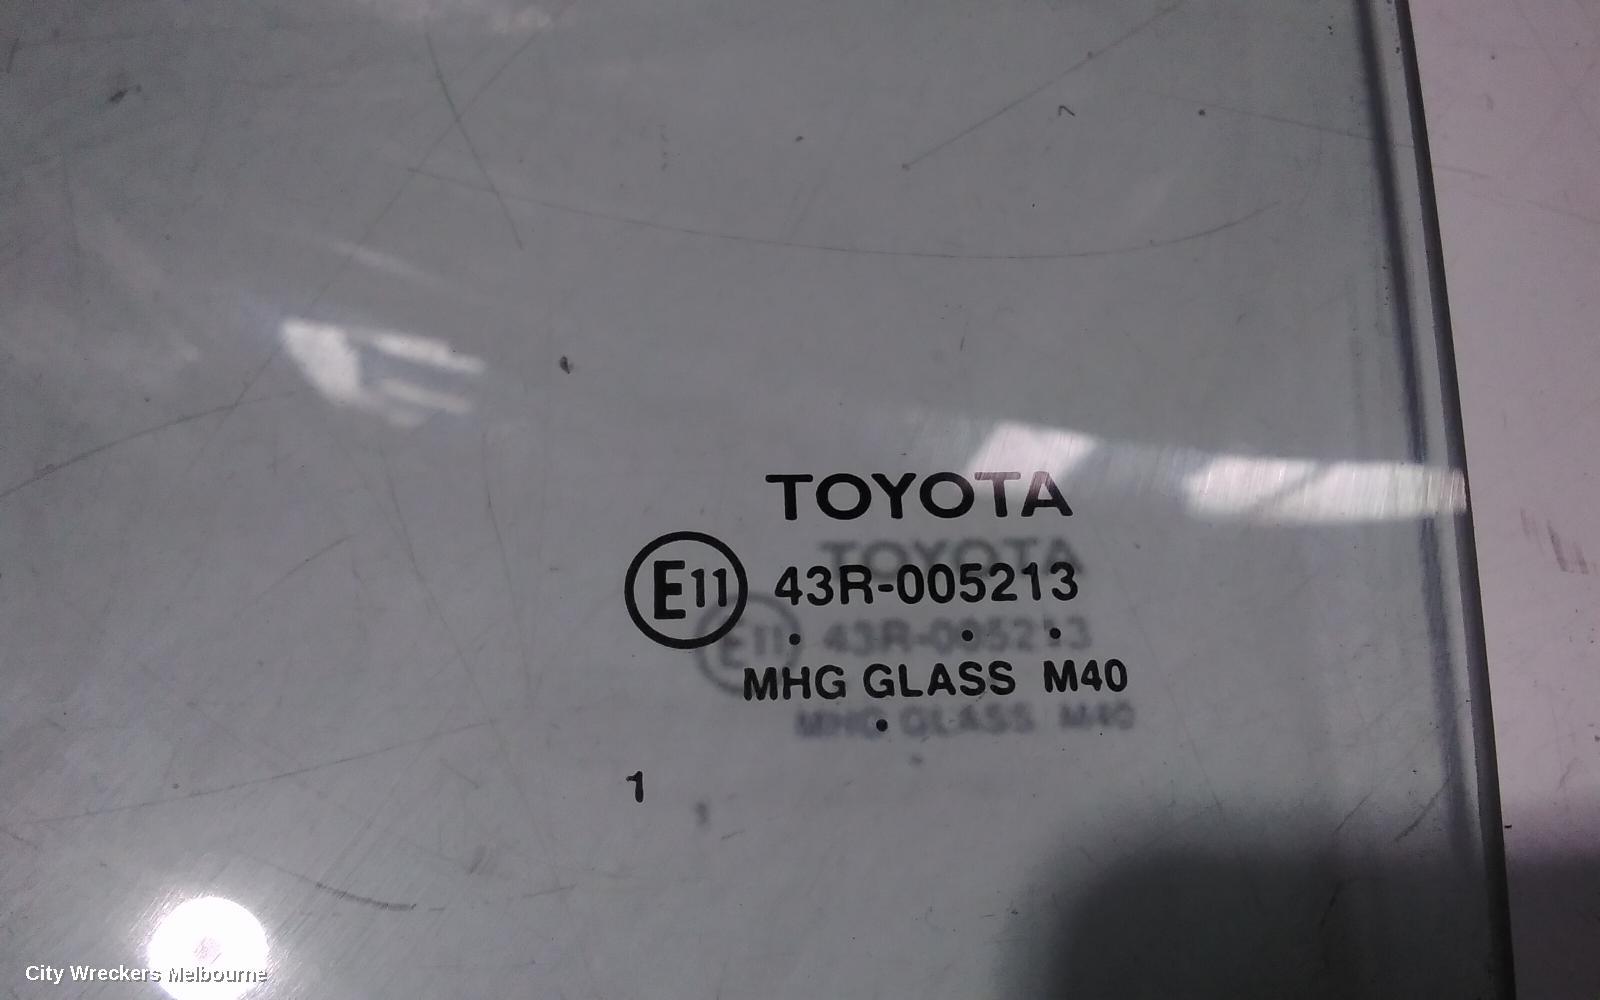 TOYOTA
E11 43R-005213
MHG GLASS M40
1
City Wreckers Melbourne